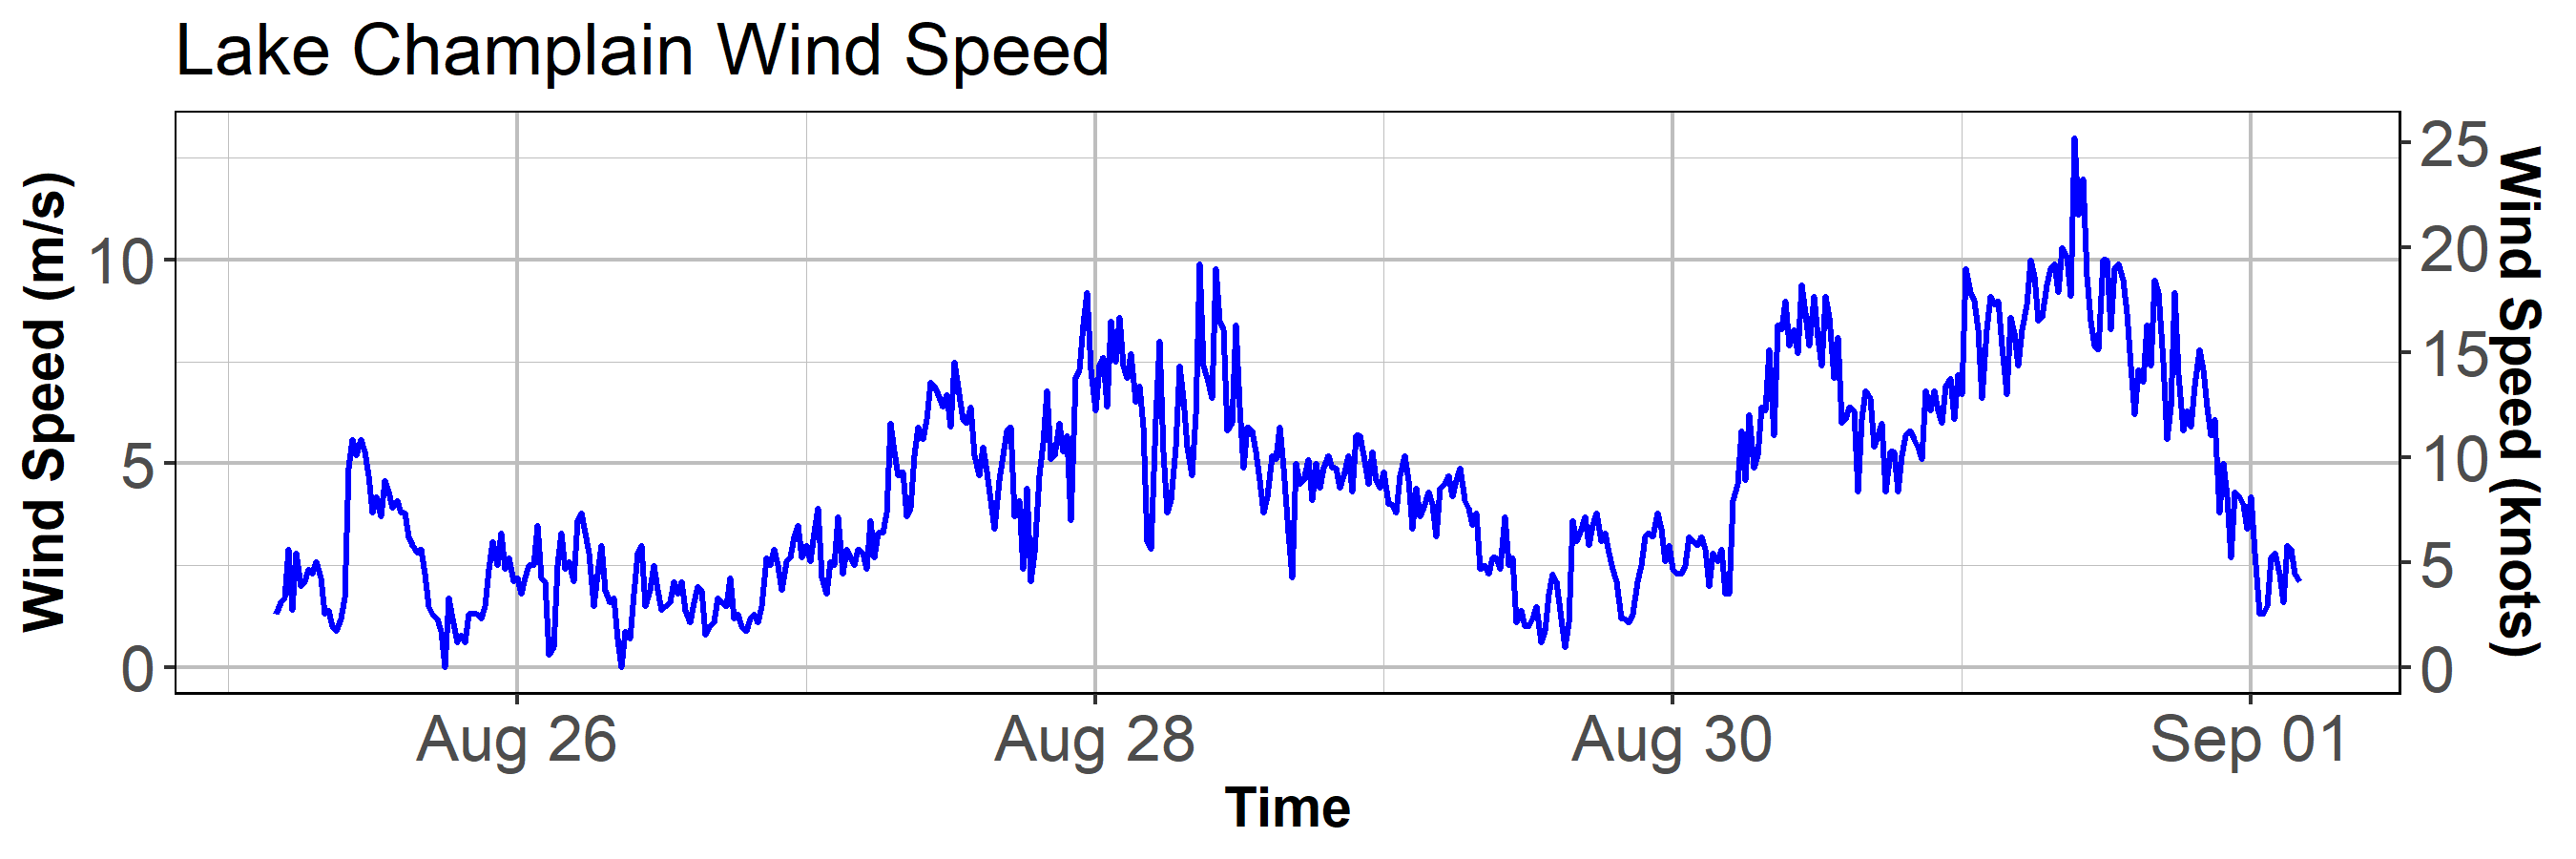 Lake Champlain Wind Speed
Wind Speed (m/s)
10
5
0
25
20
15
10
5
0
Wind Speed (knots)
Aug 26
Aug 28
Aug 30
Sep 01
Time